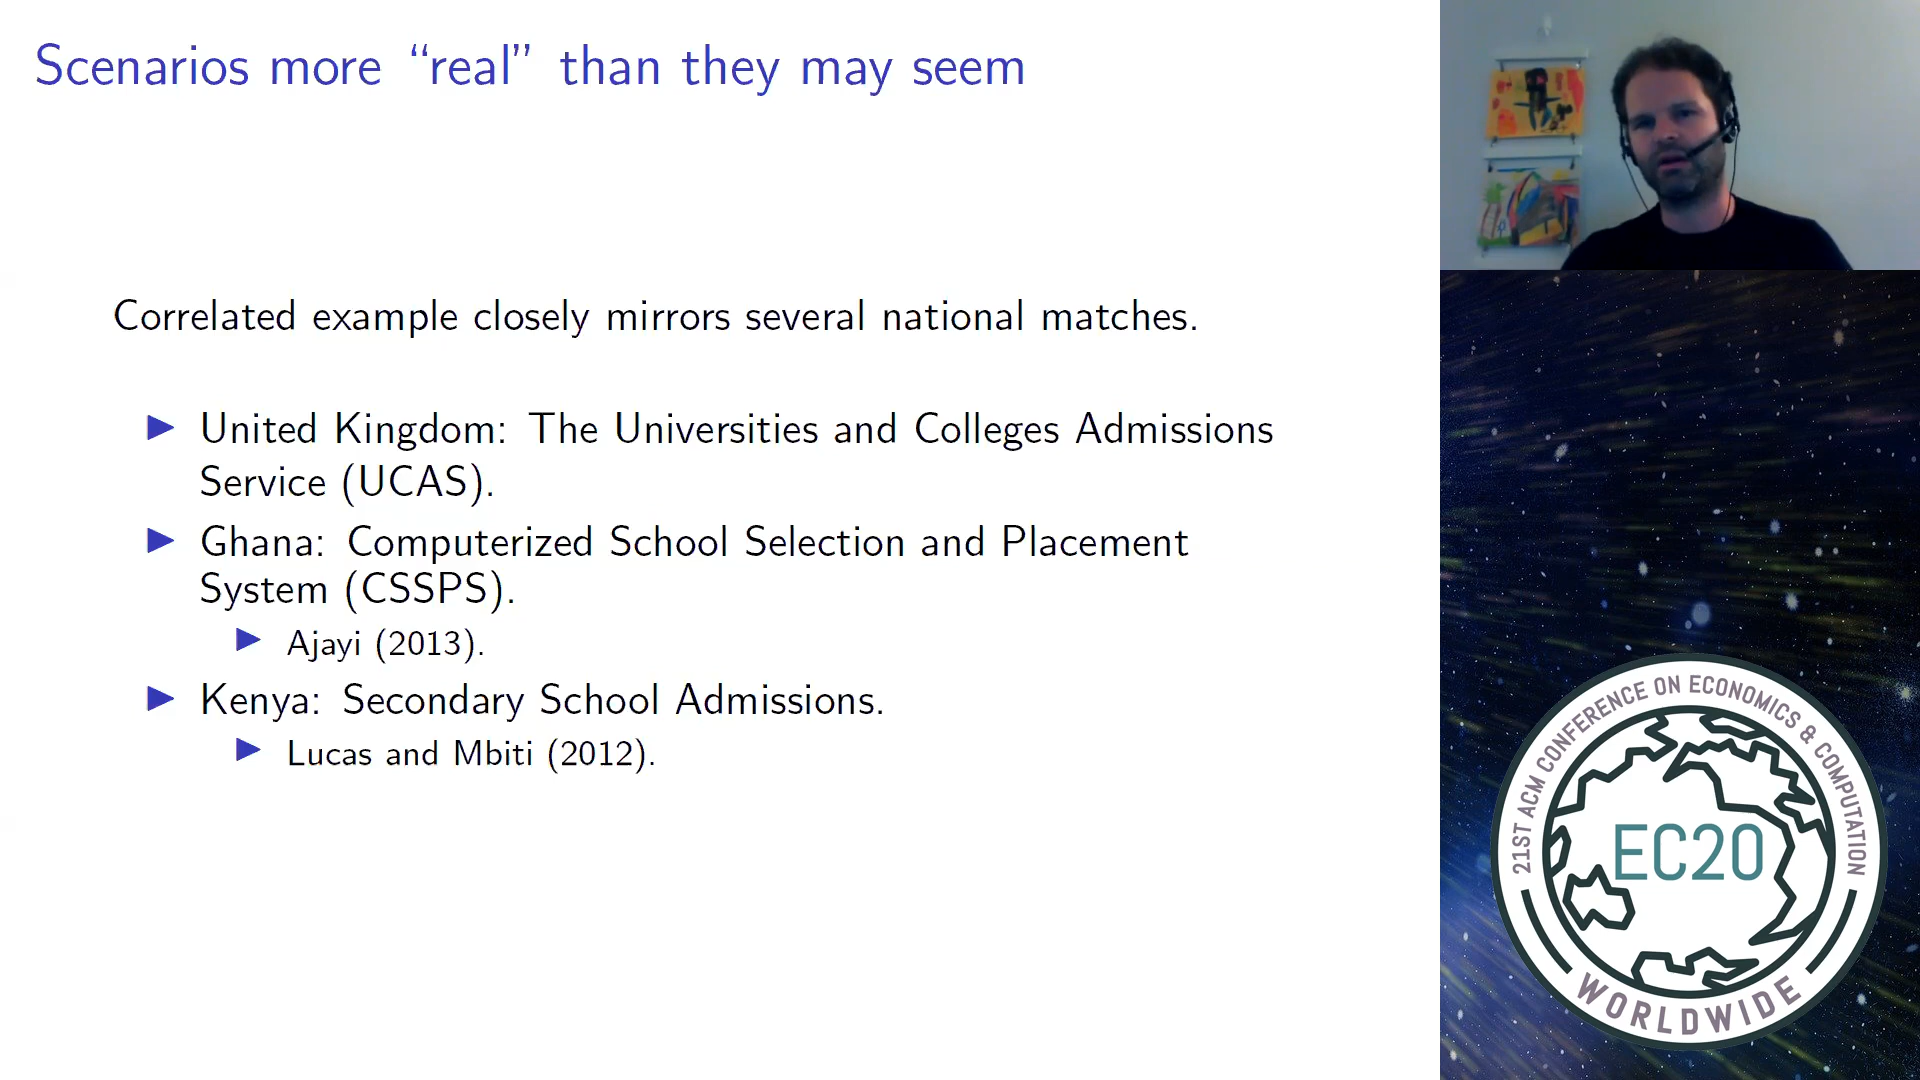 Scenarios more “real” than they may seem
Correlated example closely mirrors several national matches.
United Kingdom: The Universities and Colleges Admissions
Service (UCAS).
Ghana: Computerized School Selection and Placement
System (CSSPS).
Ajayi (2013).
Kenya: Secondary School Admissions.
Lucas and Mbiti (2012).
21ST ACM CONFERENCE ON ECONOMICS & COMPUTATION
EC20
WORLDWIDE